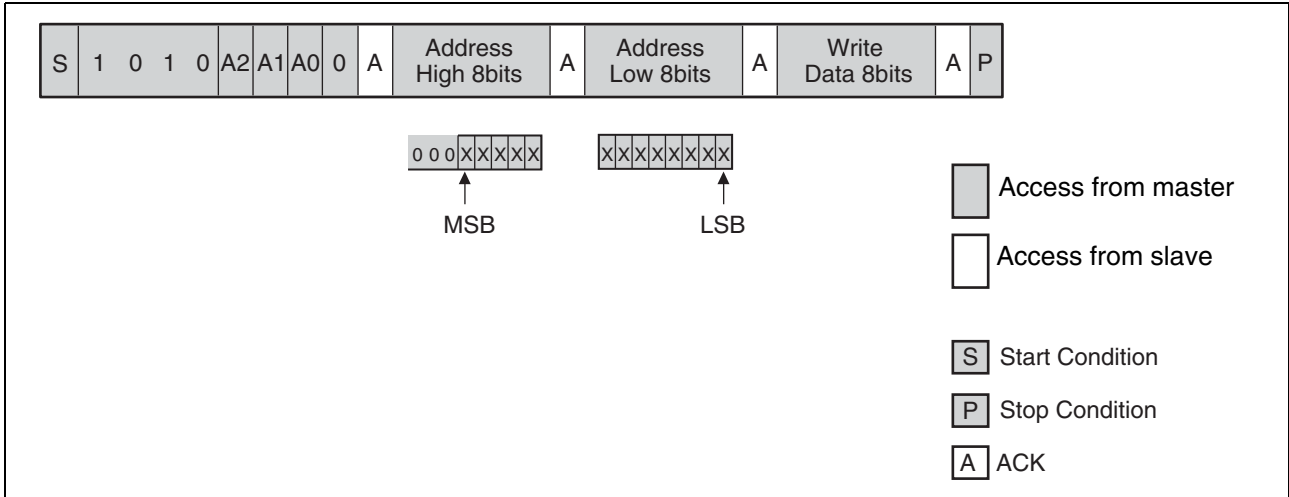 S 1 0 1 0 A2 A1 A0 0 A Address High 8bits A Address Low 8bits A Write Data 8bits A P
0 0 0 X X X X X X X X X X X X X
MSB LSB
Access from master
Access from slave
S Start Condition
P Stop Condition
A ACK